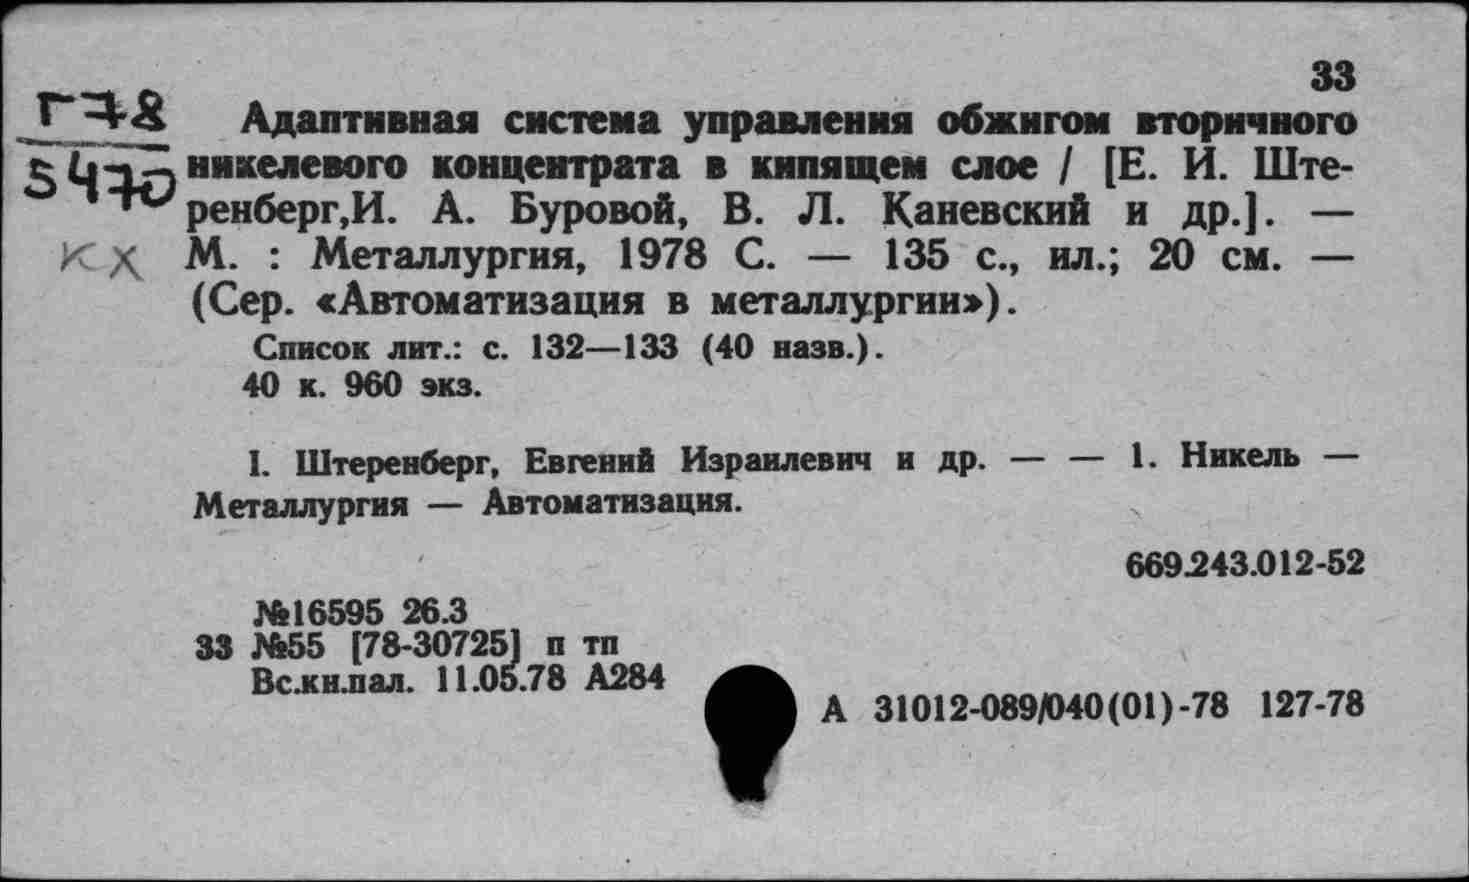 33
Г78
5470
кх
Адаптивная система управления обжигом вторичного
никелевого концентрата в кипящем слое / [Е. И. Ште-
ренберг,И. А. Буровой, В. Л. Каневский и др.]. —
М. : Металлургия, 1978 С. — 135 с., ил.; 20 см. —
(Сер. «Автоматизация в металлургии»).
Список лит.: с. 132—133 (40 назв.).
40 к. 960 экз.
I. Штеренберг, Евгений Израилевич и др. — — 1. Никель —
Металлургия — Автоматизация.
669.243.012-52
№16595 26.3
33 №55 [78-30725] п тп
Вс.кн.пал. 11.05.78 А284
А 31012-089/040(01)-78 127-78